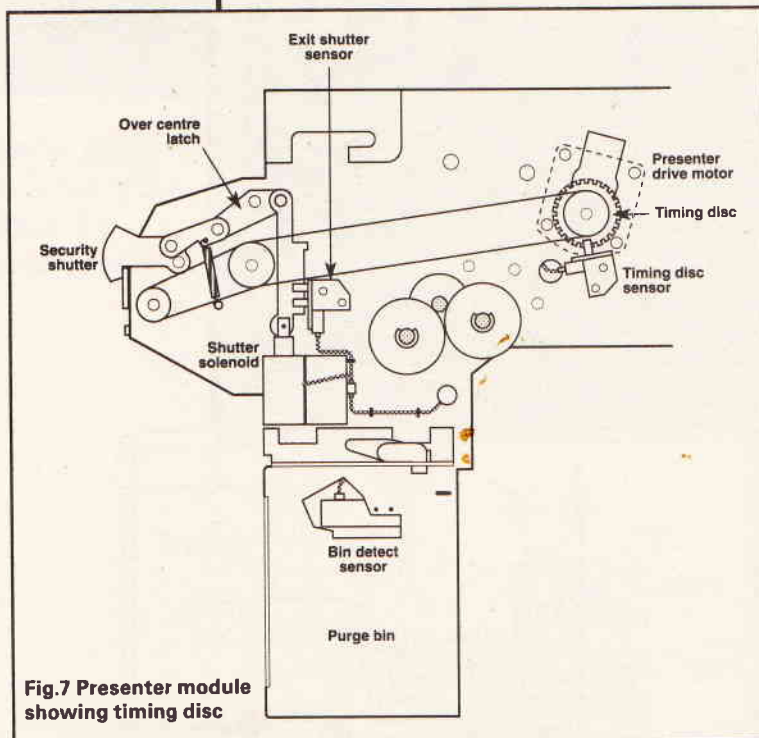 Exit shutter
sensor
Over centre
latch
Presenter
drive motor
Timing disc
Security
shutter
Timing disc
sensor
Shutter
solenoid
Bin detect
sensor
Purge bin
Fig.7 Presenter module
showing timing disc